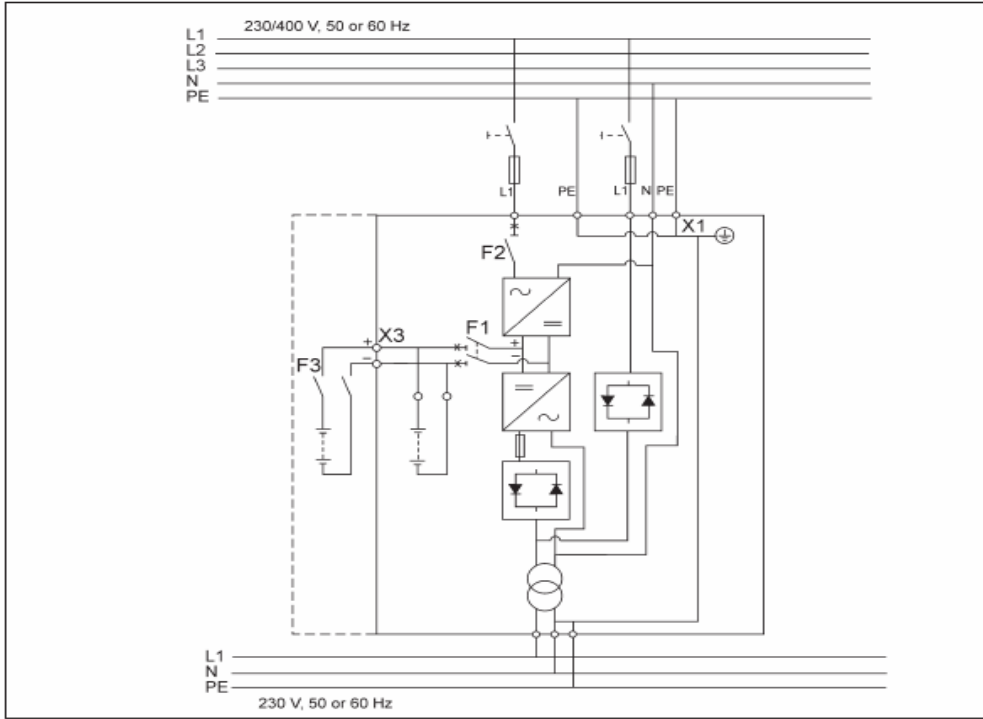 230/400 V, 50 or 60 Hz
L1
L2
L3
N
PE
L1
PE
L1
N
PE
X1
F2
F1
X3
+
+
−
−
F3
L1
N
PE
230 V, 50 or 60 Hz